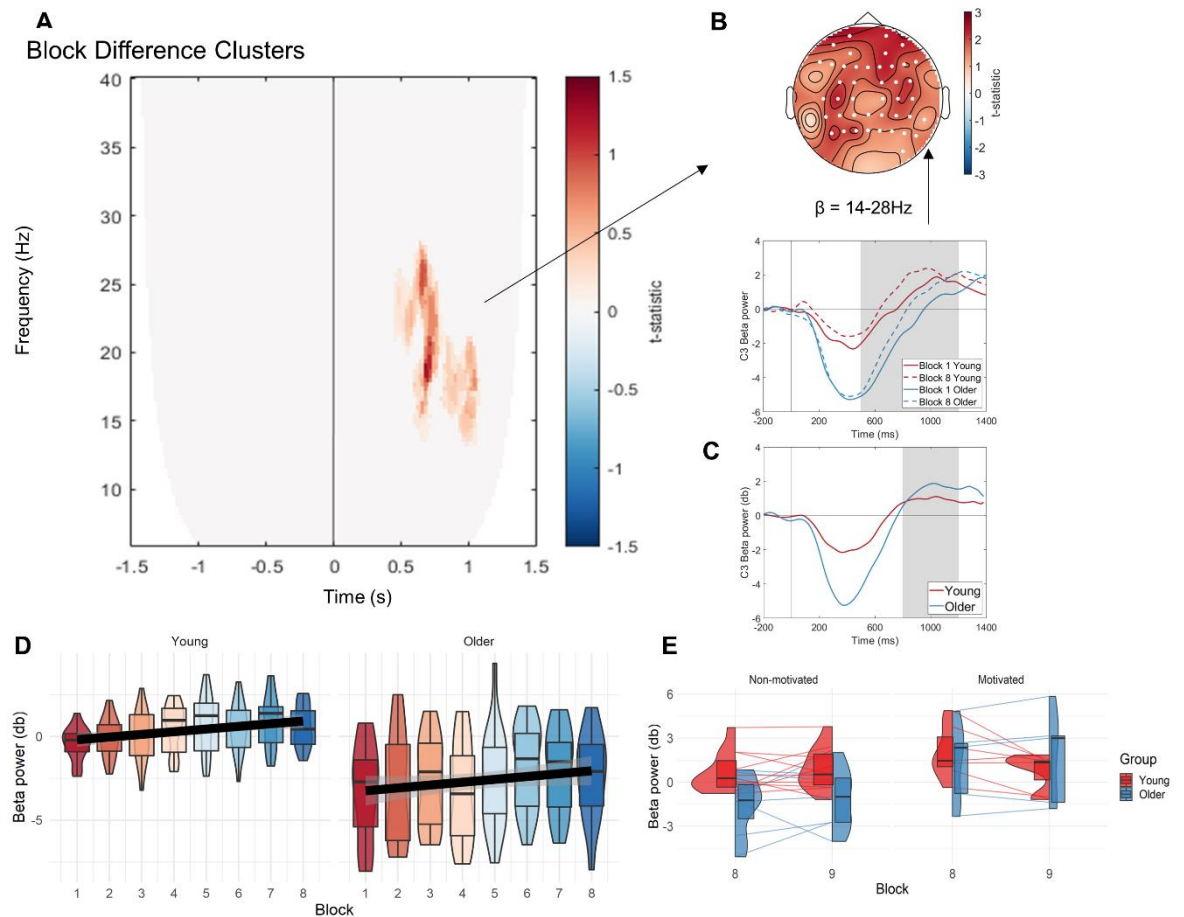 A
Block Difference Clusters
Frequency (Hz)
40
35
30
25
20
15
10
-1.5 -1 -0.5 0 0.5 1 1.5
Time (s)
1.5
1
0.5
0
-0.5
-1
-1.5
t-statistic
B
3
2
1
0
-1
-2
-3
t-statistic
β = 14-28Hz
C3 Beta power
4
2
0
-2
-4
-6
Block 1 Young
Block 8 Young
Block 1 Older
Block 8 Older
-200 200 600 1000 1400
Time (ms)
C
C3 Beta power (db)
4
2
0
-2
-4
-6
Young
Older
-200 200 600 1000 1400
Time (ms)
D
Young Older
Beta power (db)
0
-5
1 2 3 4 5 6 7 8 1 2 3 4 5 6 7 8
Block
E
Non-motivated Motivated
Beta power (db)
6
3
0
-3
8 9 8 9
Block
Group
Young
Older